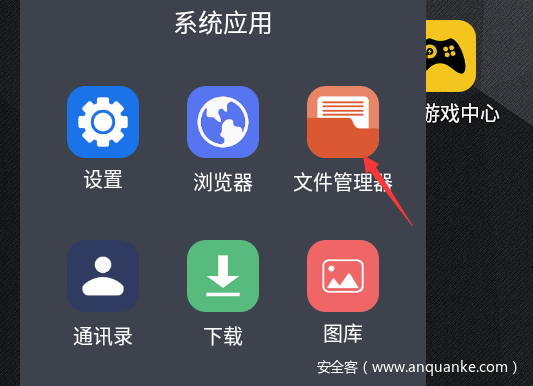 系统应用
设置
浏览器
文件管理器
游戏中心
通讯录
下载
图库
安全客（www.anquanke.com）